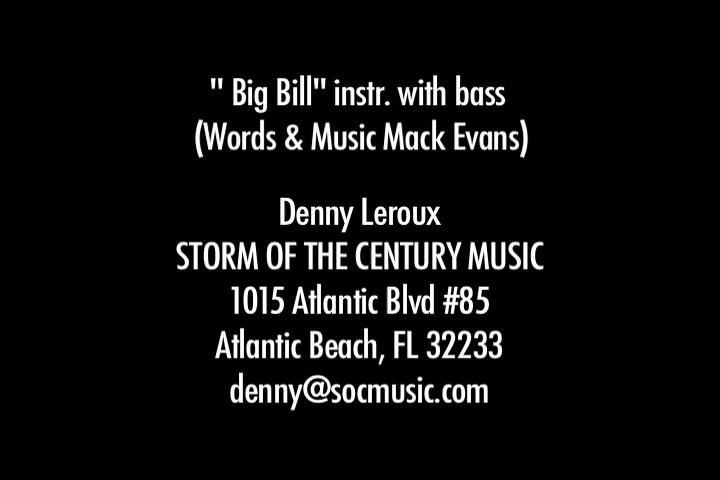 " Big Bill" instr. with bass
(Words & Music Mack Evans)
Denny Leroux
STORM OF THE CENTURY MUSIC
1015 Atlantic Blvd #85
Atlantic Beach, FL 32233
denny@socmusic.com